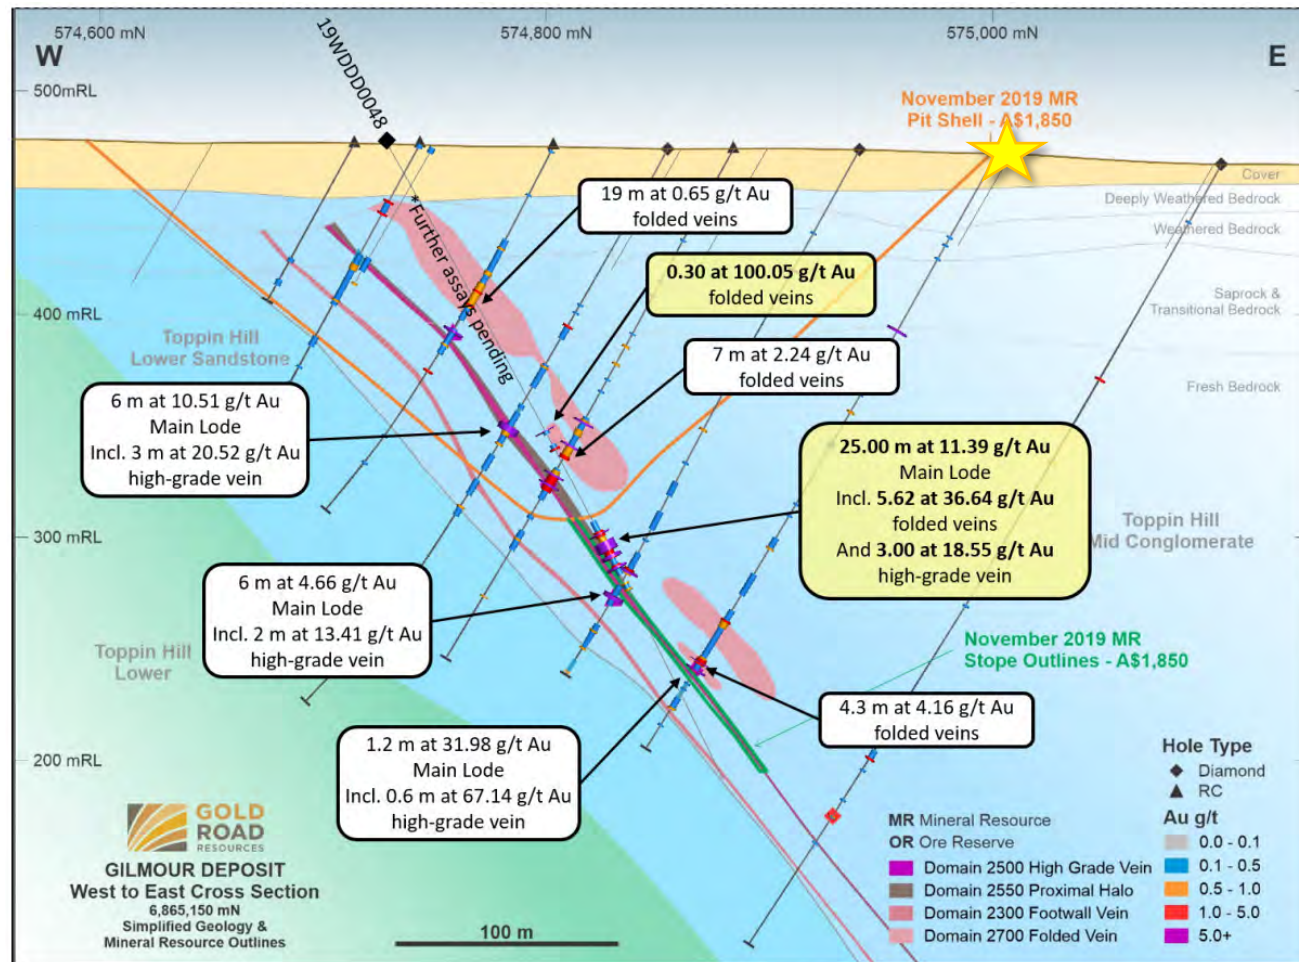 574,600 mN
574,800 mN
575,000 mN
W
E
19WDDD0048
500mRL
November 2019 MR
Pit Shell - A$1,850
Cover
Deeply Weathered Bedrock
Weathered Bedrock
19 m at 0.65 g/t Au
folded veins
*Further assays pending
0.30 at 100.05 g/t Au
folded veins
Saprock &
Transitional Bedrock
400 mRL
Toppin Hill
Lower Sandstone
7 m at 2.24 g/t Au
folded veins
Fresh Bedrock
6 m at 10.51 g/t Au
Main Lode
Incl. 3 m at 20.52 g/t Au
high-grade vein
25.00 m at 11.39 g/t Au
Main Lode
Incl. 5.62 at 36.64 g/t Au
folded veins
And 3.00 at 18.55 g/t Au
high-grade vein
300 mRL
Toppin Hill
Mid Conglomerate
6 m at 4.66 g/t Au
Main Lode
Incl. 2 m at 13.41 g/t Au
high-grade vein
Toppin Hill
Lower
November 2019 MR
Stope Outlines - A$1,850
4.3 m at 4.16 g/t Au
folded veins
1.2 m at 31.98 g/t Au
Main Lode
Incl. 0.6 m at 67.14 g/t Au
high-grade vein
200 mRL
GOLD
ROAD
RESOURCES
GILMOUR DEPOSIT
West to East Cross Section
6,865,150 mN
Simplified Geology &
Mineral Resource Outlines
100 m
MR Mineral Resource
OR Ore Reserve
Domain 2500 High Grade Vein
Domain 2550 Proximal Halo
Domain 2300 Footwall Vein
Domain 2700 Folded Vein
Hole Type
Diamond
RC
Au g/t
0.0 - 0.1
0.1 - 0.5
0.5 - 1.0
1.0 - 5.0
5.0+